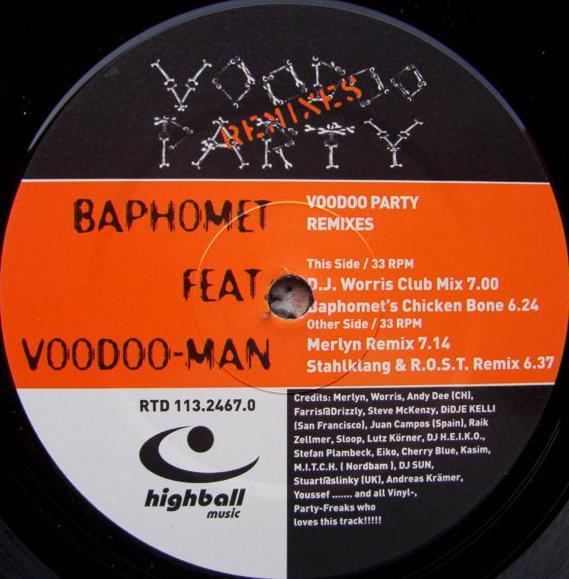 VOODOO
REMIXES
PARTY
BAPHOMET
FEAT
VOODOO-MAN
VOODOO PARTY
REMIXES
This Side / 33 RPM
D.J. Worris Club Mix 7.00
Baphomet's Chicken Bone 6.24
Other Side / 33 RPM
Merlyn Remix 7.14
Stahlklang & R.O.S.T. Remix 6.37
RTD 113.2467.0
highball
music
Credits: Merlyn, Worris, Andy Dee (CH),
Farris@Drizzly, Steve McKenzy, DiDJE KELLI
(San Francisco), Juan Campos (Spain), Raik
Zellmer, Sloop, Lutz Körner, DJ H.E.I.K.O.,
Stefan Plambeck, Eiko, Cherry Blue, Kasim,
M.I.T.C.H. ( Nordbam ), DJ SUN,
Stuart@slinky (UK), Andreas Krämer,
Youssef ....... and all Vinyl-,
Party-Freaks who
loves this track!!!!!